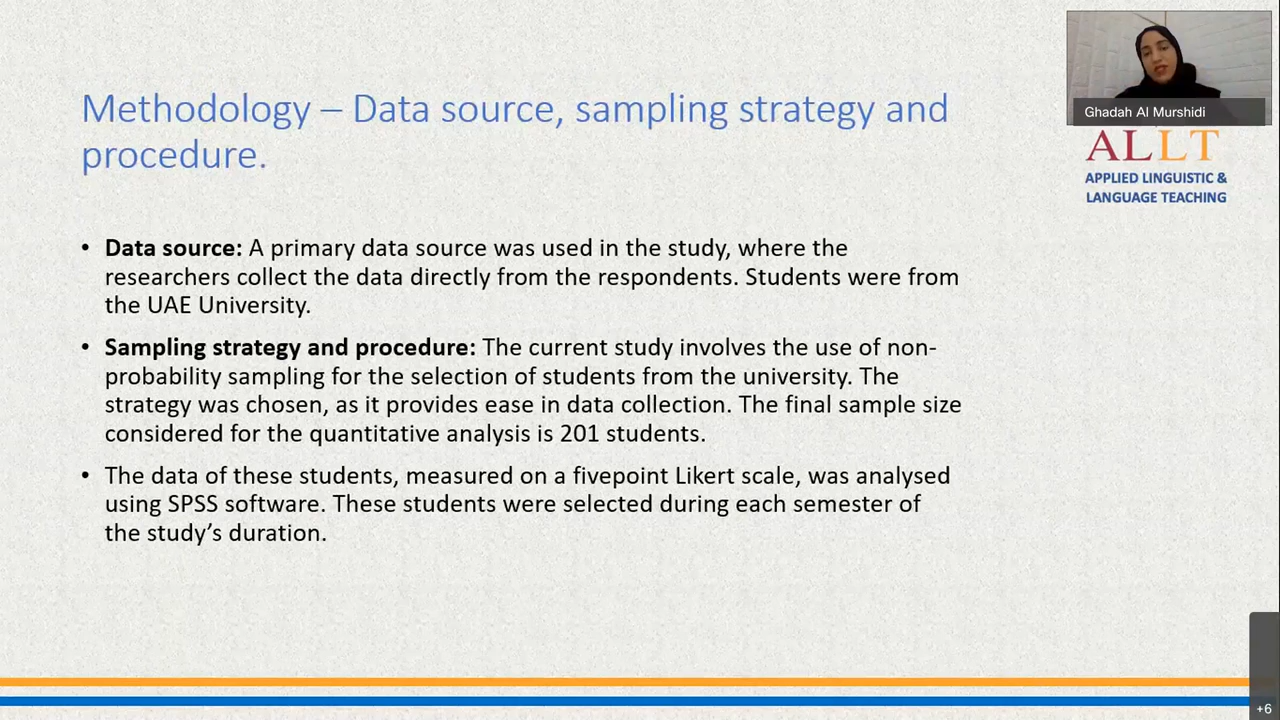 Methodology – Data source, sampling strategy and
procedure.
Ghadah Al Murshidi
ALLT
APPLIED LINGUISTIC &
LANGUAGE TEACHING
• Data source: A primary data source was used in the study, where the
researchers collect the data directly from the respondents. Students were from
the UAE University.
• Sampling strategy and procedure: The current study involves the use of non-
probability sampling for the selection of students from the university. The
strategy was chosen, as it provides ease in data collection. The final sample size
considered for the quantitative analysis is 201 students.
• The data of these students, measured on a fivepoint Likert scale, was analysed
using SPSS software. These students were selected during each semester of
the study’s duration.
+6